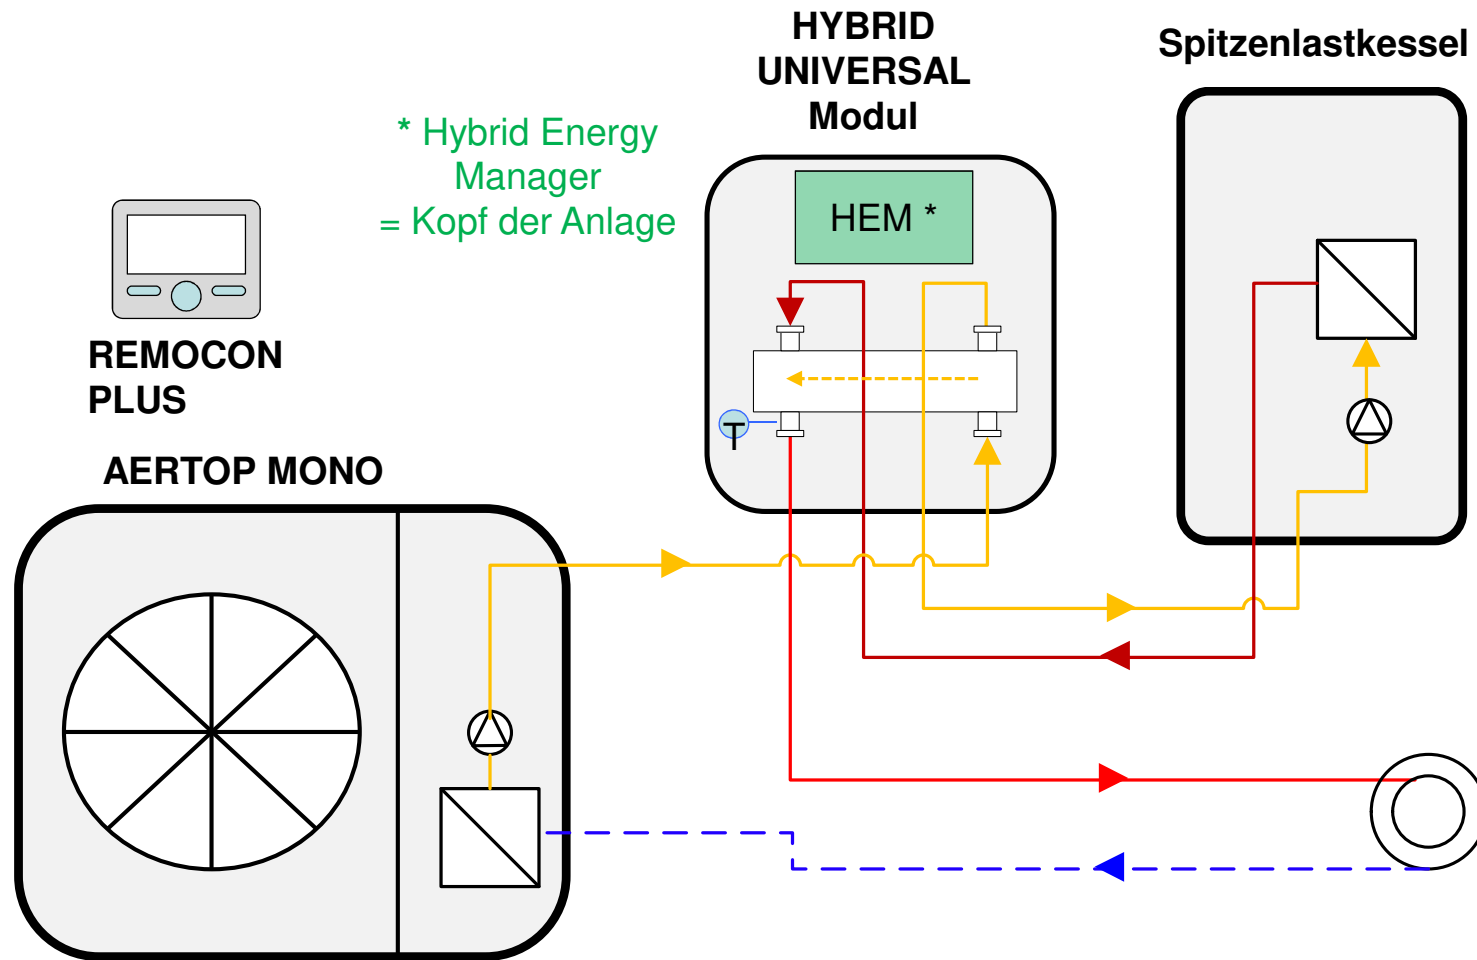 HYBRID
UNIVERSAL
Modul
Spitzenlastkessel
* Hybrid Energy
Manager
= Kopf der Anlage
HEM *
REMOCON
PLUS
T
AERTOP MONO